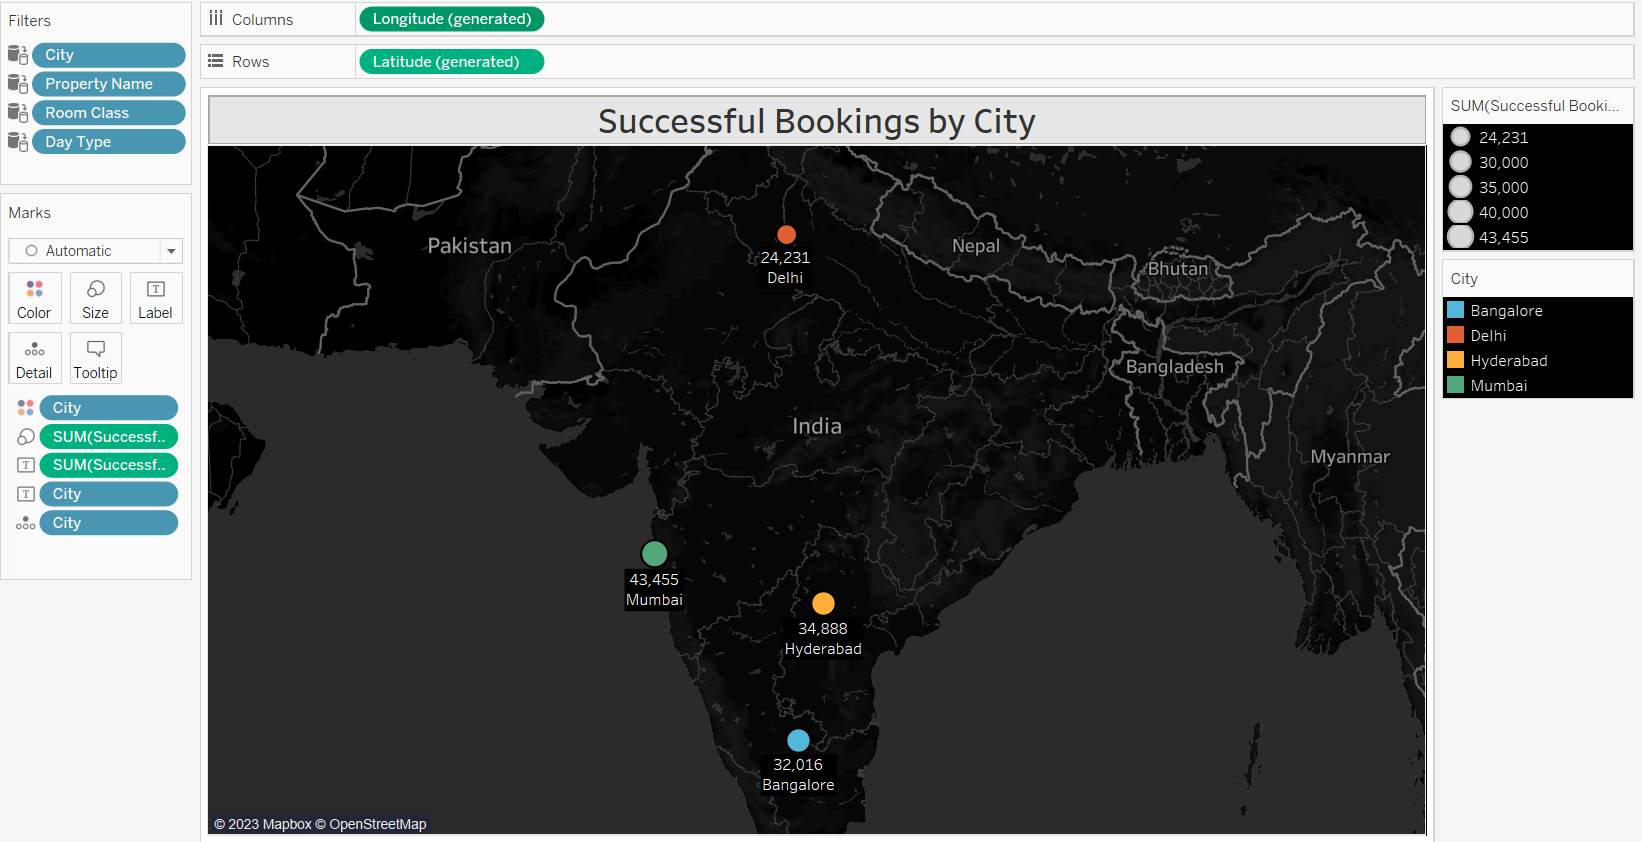 Filters
City
Property Name
Room Class
Day Type
Marks
Automatic
Color
Size
Label
Detail
Tooltip
City
SUM(Successf..
SUM(Successf..
City
City
Columns
Longitude (generated)
Rows
Latitude (generated)
Successful Bookings by City
Pakistan
Nepal
Bhutan
Bangladesh
India
Myanmar
24,231
Delhi
43,455
Mumbai
34,888
Hyderabad
32,016
Bangalore
© 2023 Mapbox © OpenStreetMap
SUM(Successful Booki...
24,231
30,000
35,000
40,000
43,455
City
Bangalore
Delhi
Hyderabad
Mumbai